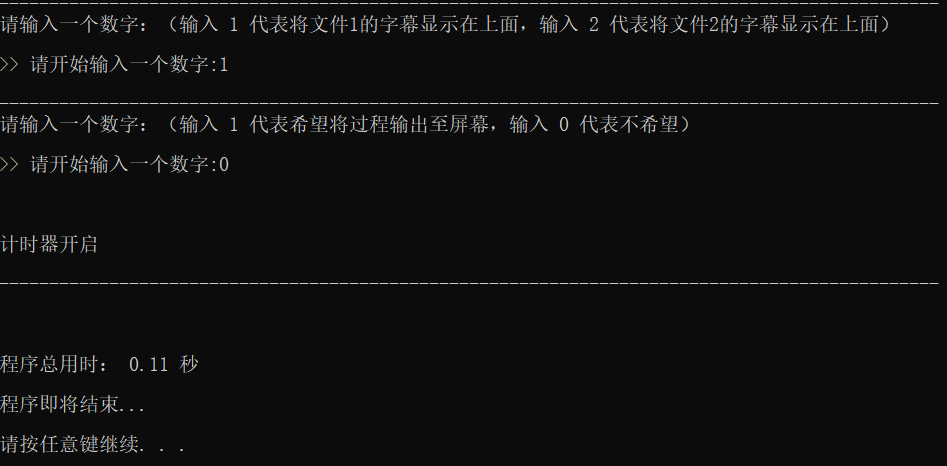 请输入一个数字：（输入 1 代表将文件1的字幕显示在上面，输入 2 代表将文件2的字幕显示在上面）
>> 请开始输入一个数字:1
请输入一个数字：（输入 1 代表希望将过程输出至屏幕，输入 0 代表不希望）
>> 请开始输入一个数字:0
计时器开启
程序总用时： 0.11 秒
程序即将结束...
请按任意键继续. . .